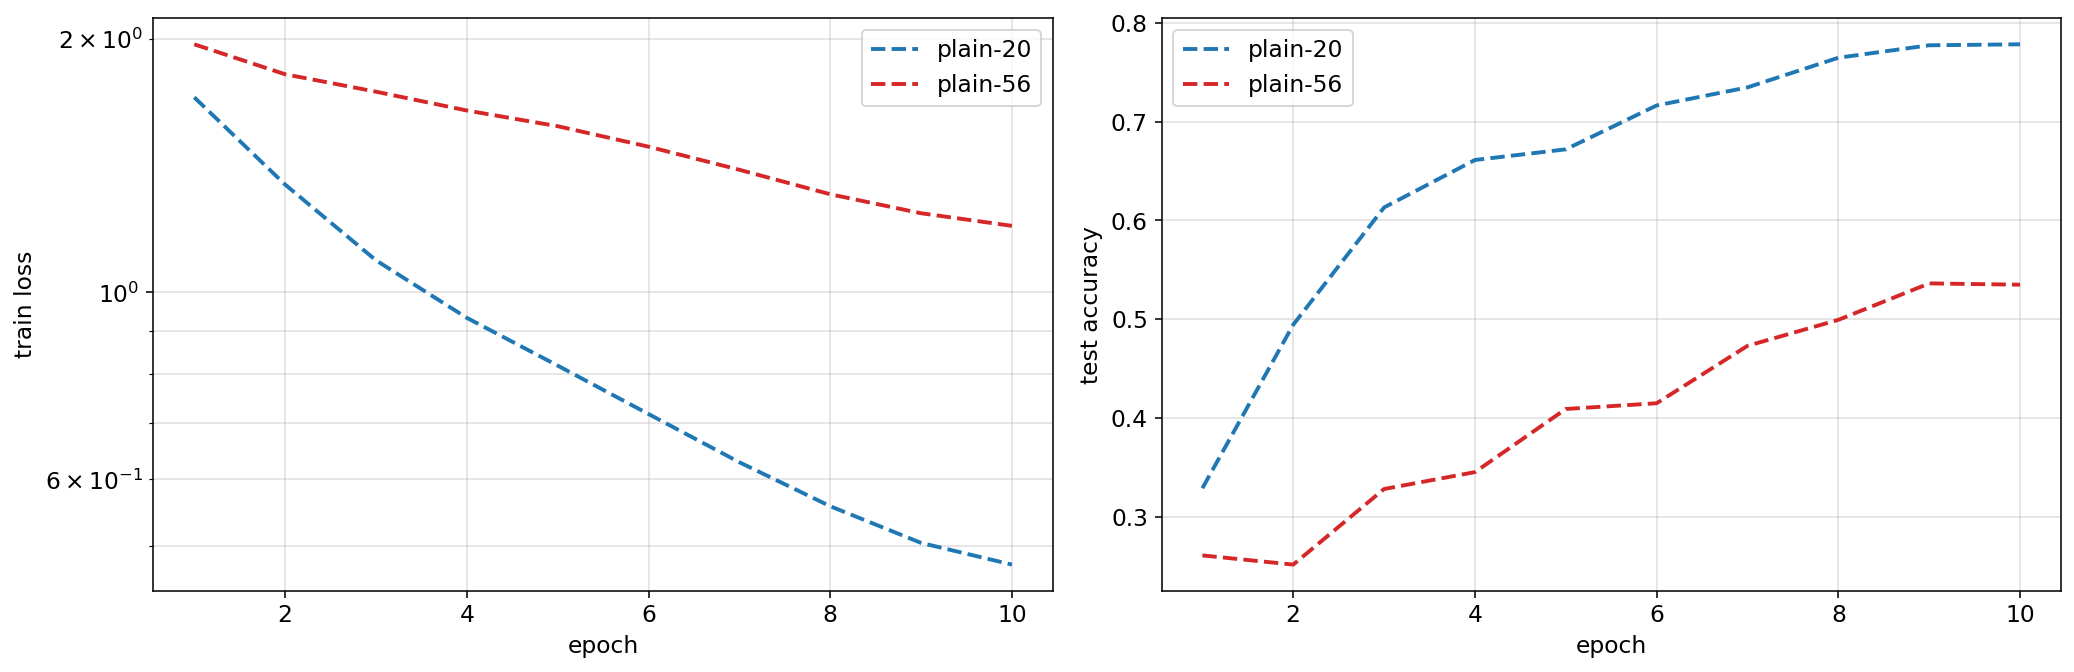 2 × 10⁰
10⁰
6 × 10⁻¹
train loss
2 4 6 8 10
epoch
plain-20
plain-56
0.8
0.7
0.6
0.5
0.4
0.3
test accuracy
2 4 6 8 10
epoch
plain-20
plain-56